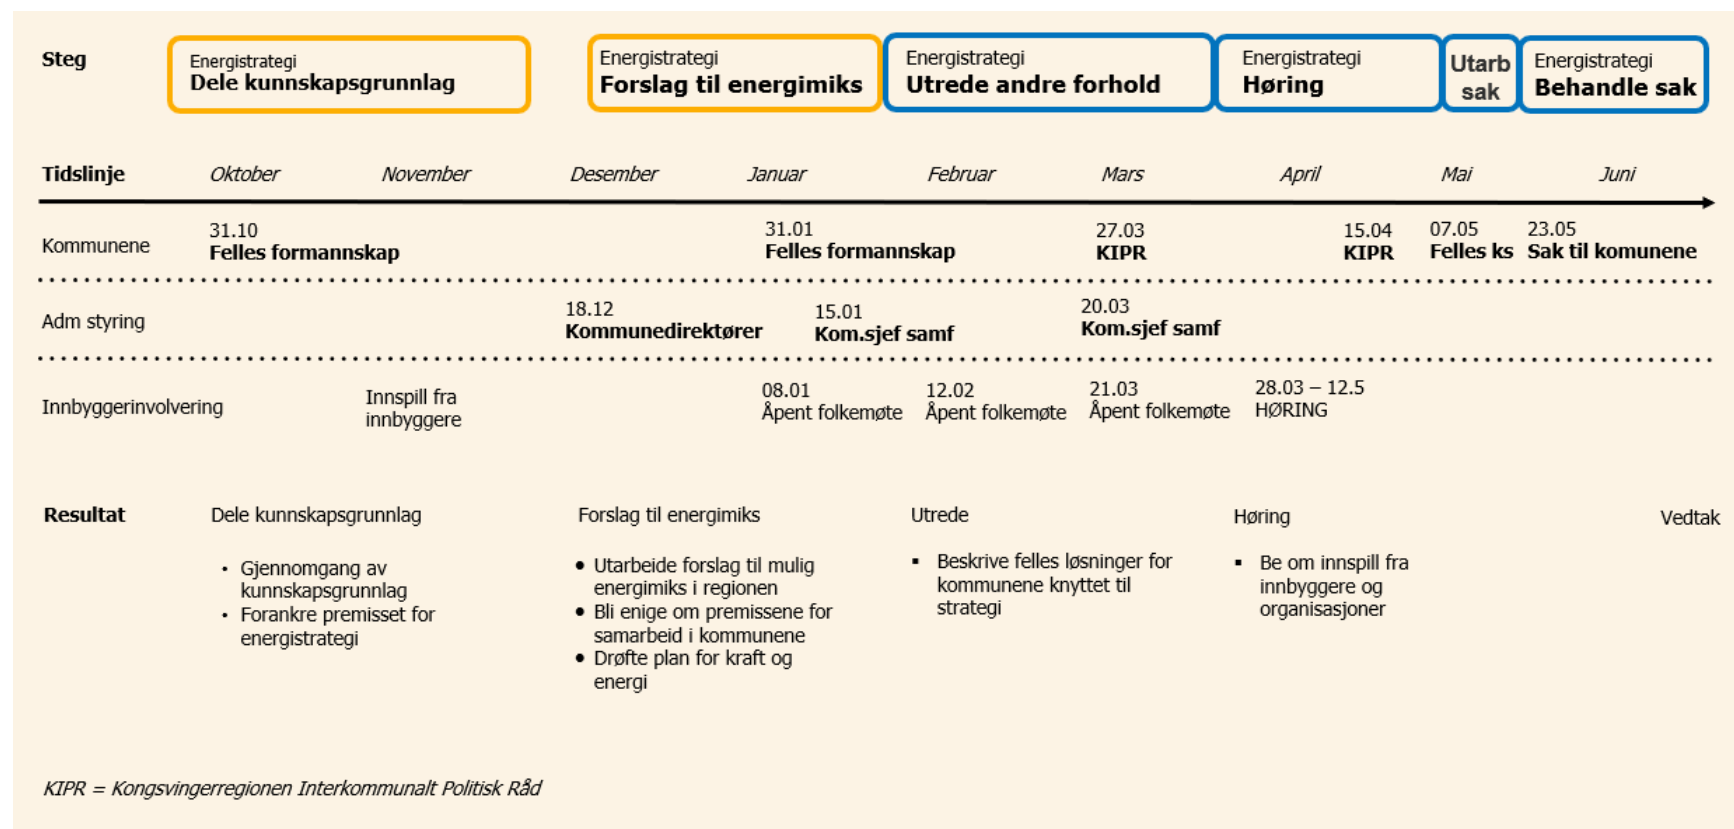 Steg
Energistrategi
Dele kunnskapsgrunnlag
Energistrategi
Forslag til energimiks
Energistrategi
Utrede andre forhold
Energistrategi
Høring
Utarb
sak
Energistrategi
Behandle sak
Tidslinje Oktober November Desember Januar Februar Mars April Mai Juni
Kommunene
31.10
Felles formannskap
31.01
Felles formannskap
27.03
KIPR
15.04
KIPR
07.05
Felles ks
23.05
Sak til komunene
Adm styring
18.12
Kommunedirektører
15.01
Kom.sjef samf
20.03
Kom.sjef samf
Innbyggerinvolvering
Innspill fra
innbyggere
08.01
Åpent folkemøte
12.02
Åpent folkemøte
21.03
Åpent folkemøte
28.03 – 12.5
HØRING
Resultat
Dele kunnskapsgrunnlag
• Gjennomgang av
kunnskapsgrunnlag
• Forankre premisset for
energistrategi
Forslag til energimiks
• Utarbeide forslag til mulig
energimiks i regionen
• Bli enige om premissene for
samarbeid i kommunene
• Drøfte plan for kraft og
energi
Utrede
▪ Beskrive felles løsninger for
kommunene knyttet til
strategi
Høring
▪ Be om innspill fra
innbyggere og
organisasjoner
Vedtak
KIPR = Kongsvingerregionen Interkommunalt Politisk Råd